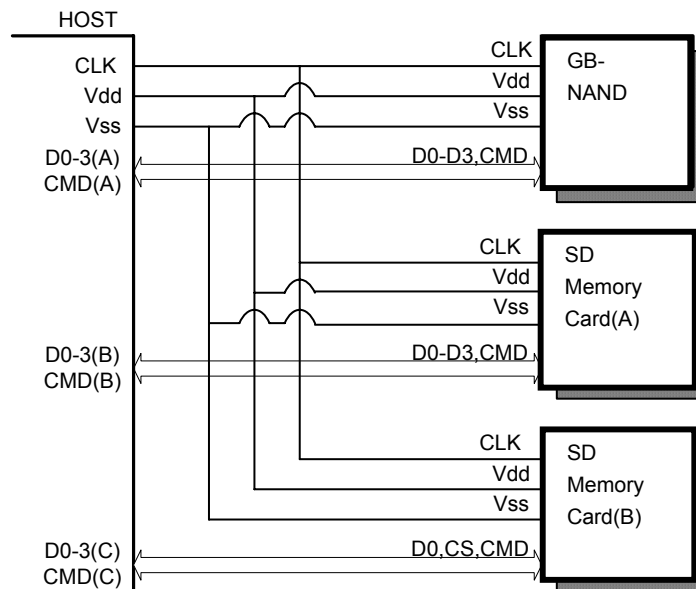 HOST
CLK
Vdd
Vss
D0-3(A)
CMD(A)
CLK
Vdd
Vss
D0-D3,CMD
GB-
NAND
CLK
Vdd
Vss
SD
Memory
Card(A)
D0-3(B)
CMD(B)
D0-D3,CMD
CLK
Vdd
Vss
SD
Memory
Card(B)
D0-3(C)
CMD(C)
D0,CS,CMD